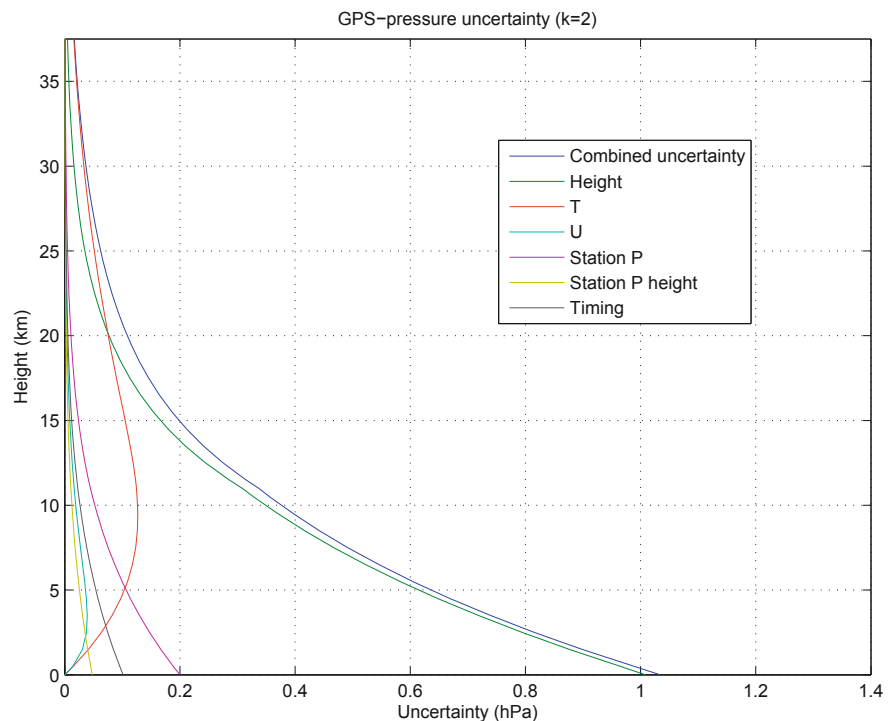 GPS−pressure uncertainty (k=2)
35
30
25
20
15
10
5
0
Height (km)
Combined uncertainty
Height
T
U
Station P
Station P height
Timing
0 0.2 0.4 0.6 0.8 1 1.2 1.4
Uncertainty (hPa)